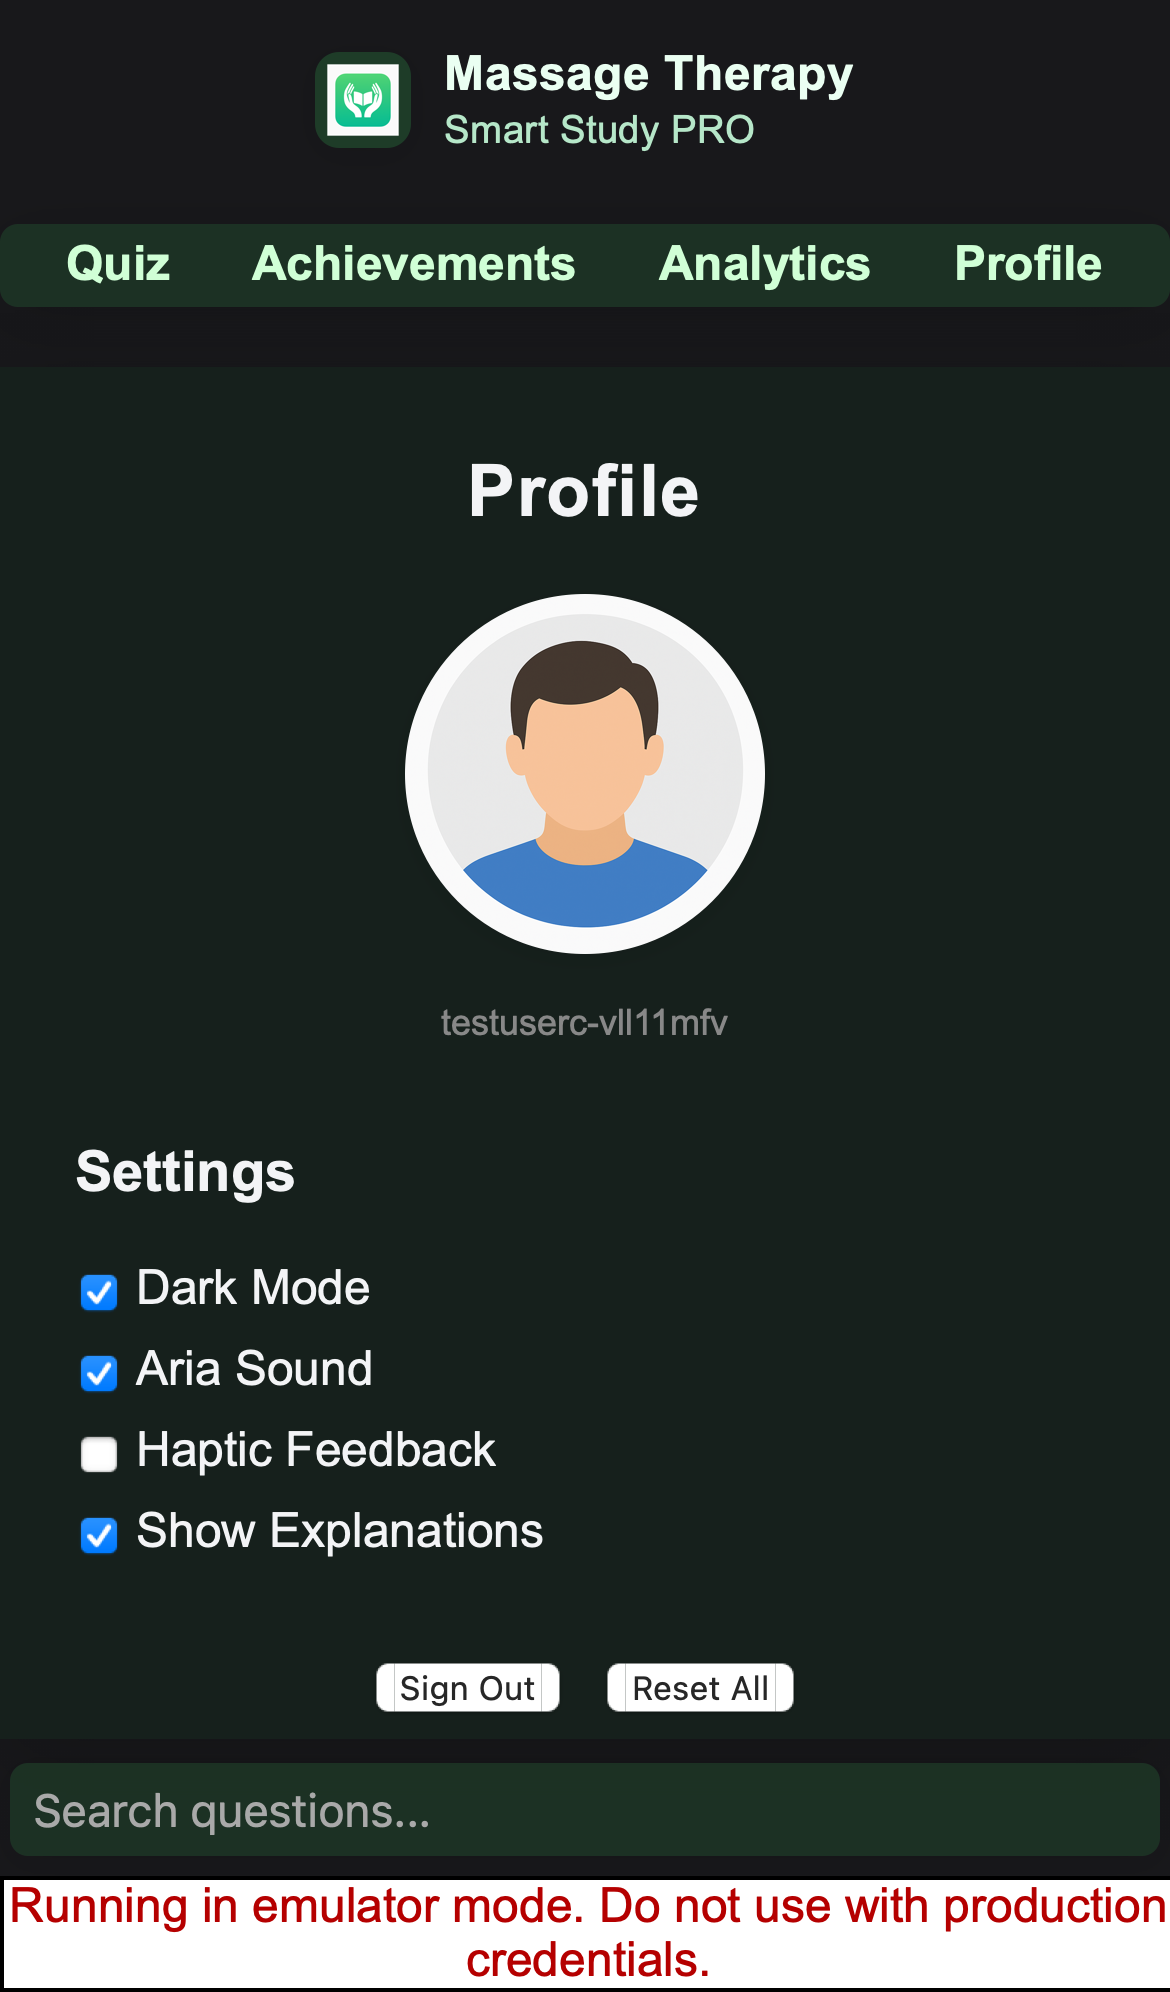 Massage Therapy
Smart Study PRO
Quiz Achievements Analytics Profile
Profile
testuserc-vll11mfv
Settings
Dark Mode
Aria Sound
Haptic Feedback
Show Explanations
Sign Out Reset All
Search questions...
Running in emulator mode. Do not use with production
credentials.